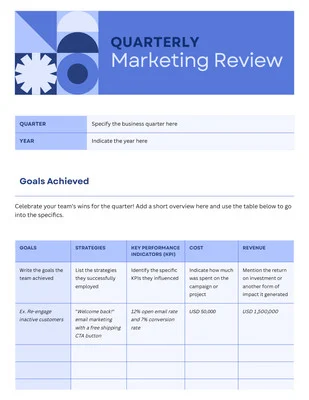 QUARTERLY
Marketing Review
QUARTER Specify the business quarter here
YEAR Indicate the year here
Goals Achieved
Celebrate your team's wins for the quarter! Add a short overview here and use the table below to go
into the specifics.
GOALS STRATEGIES KEY PERFORMANCE COST REVENUE
INDICATORS (KPI)
Write the goals the List the strategies Identify the specific Indicate how much Mention the return
team achieved they successfully KPIs they influenced was spent on the on investment or
employed campaign or another form of
project impact it generated
Ex. Re-engage "Welcome back!" 12% open rate USD 50,000 USD 1,500,000
inactive customers email marketing and 7% conversion
with a free shipping rate
CTA button